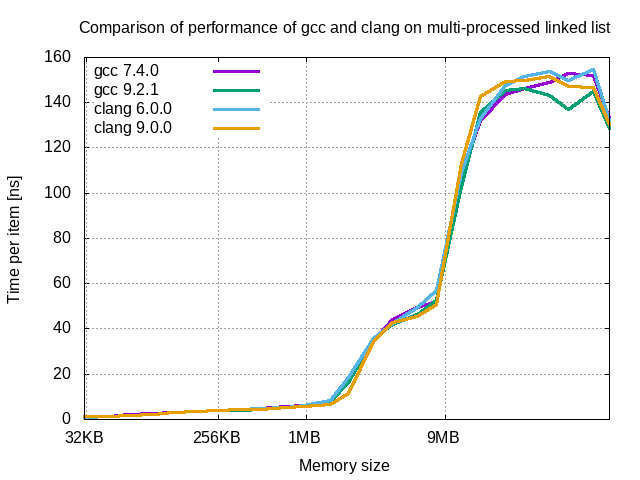 Comparison of performance of gcc and clang on multi-processed linked list
gcc 7.4.0
gcc 9.2.1
clang 6.0.0
clang 9.0.0
Time per item [ns]
160
140
120
100
80
60
40
20
0
32KB 256KB 1MB 9MB
Memory size